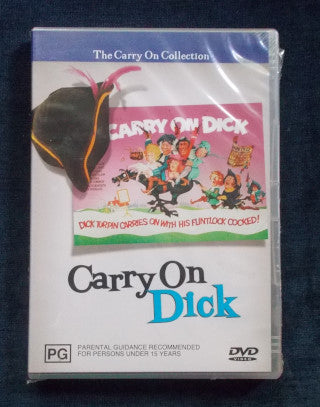 The Carry On Collection
CARRY ON DICK
DICK TURPIN CARRIES ON WITH HIS FLINTLOCK COCKED!
Carry On
Dick
PG
PARENTAL GUIDANCE RECOMMENDED
FOR PERSONS UNDER 15 YEARS
DVD
VIDEO